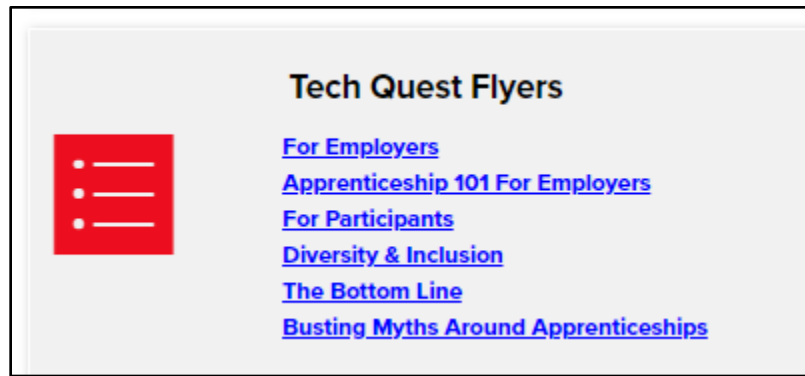 Tech Quest Flyers
For Employers
Apprenticeship 101 For Employers
For Participants
Diversity & Inclusion
The Bottom Line
Busting Myths Around Apprenticeships